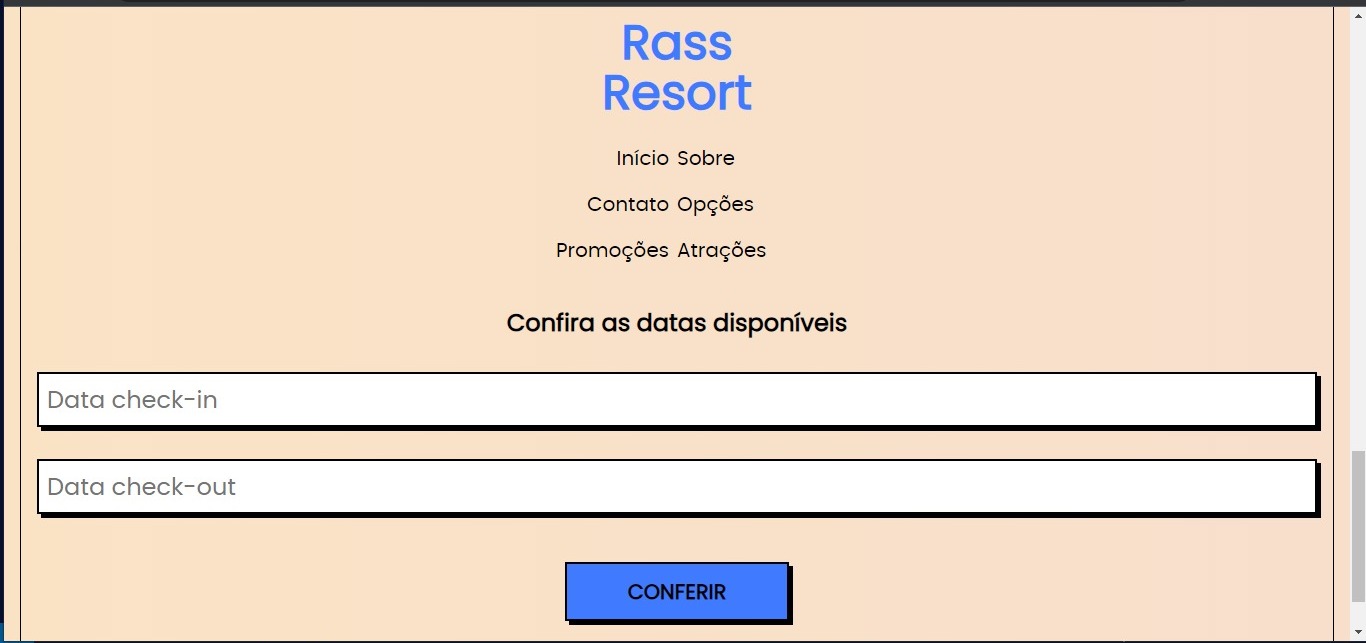 Rass
Resort
Início Sobre
Contato Opções
Promoções Atrações
Confira as datas disponíveis
Data check-in
Data check-out
CONFERIR